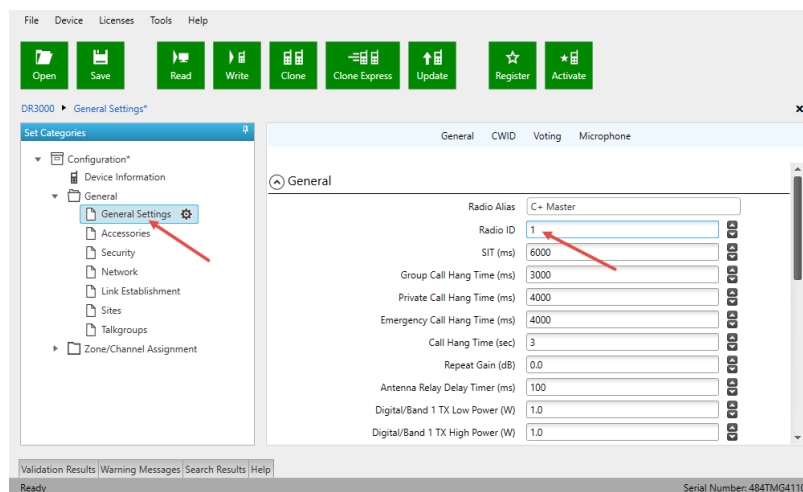 File Device Licenses Tools Help
Open Save Read Write Clone Clone Express Update Register Activate
DR3000 General Settings*
Set Categories
General CWID Voting Microphone
Configuration*
Device Information
General
General Settings
Accessories
Security
Network
Link Establishment
Sites
Talkgroups
Zone/Channel Assignment
General
Radio Alias C+ Master
Radio ID 1
SIT (ms) 6000
Group Call Hang Time (ms) 3000
Private Call Hang Time (ms) 4000
Emergency Call Hang Time (ms) 4000
Call Hang Time (sec) 3
Repeat Gain (dB) 0.0
Antenna Relay Delay Timer (ms) 100
Digital/Band 1 TX Low Power (W) 1.0
Digital/Band 1 TX High Power (W) 1.0
Validation Results Warning Messages Search Results Help
Ready Serial Number: 484TMG4110